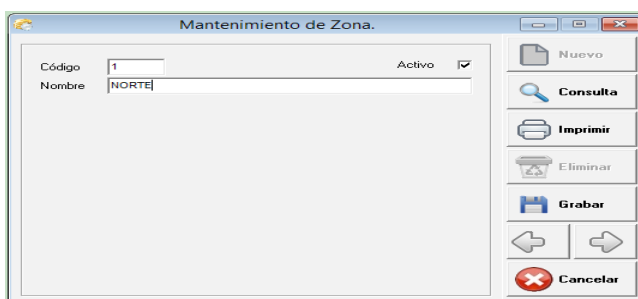 Mantenimiento de Zona.
Código 1 Activo
Nombre NORTE
Nuevo
Consulta
Imprimir
Eliminar
Grabar
Cancelar